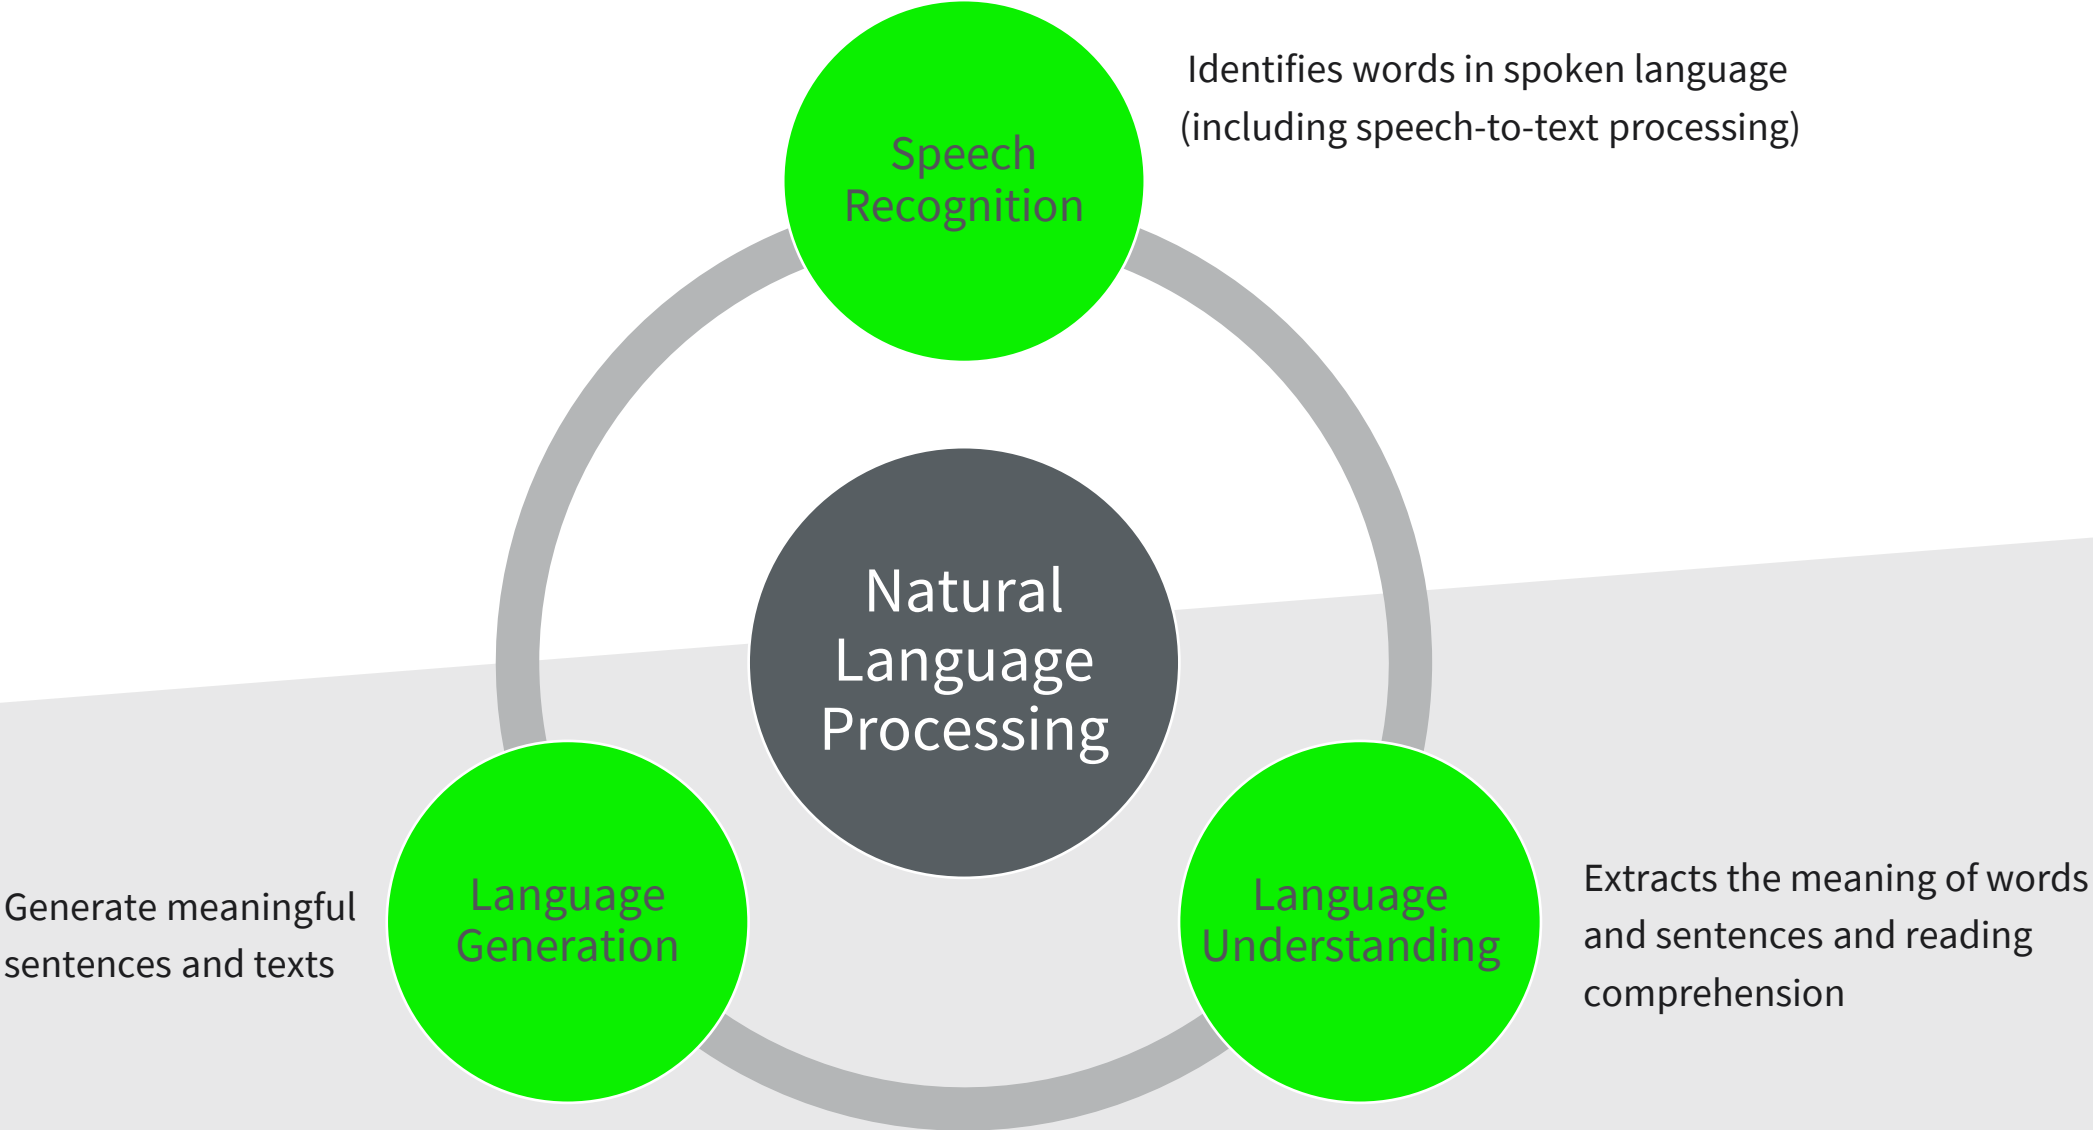 Identifies words in spoken language
(including speech-to-text processing)
Speech
Recognition
Natural
Language
Processing
Generate meaningful
sentences and texts
Language
Generation
Language
Understanding
Extracts the meaning of words
and sentences and reading
comprehension